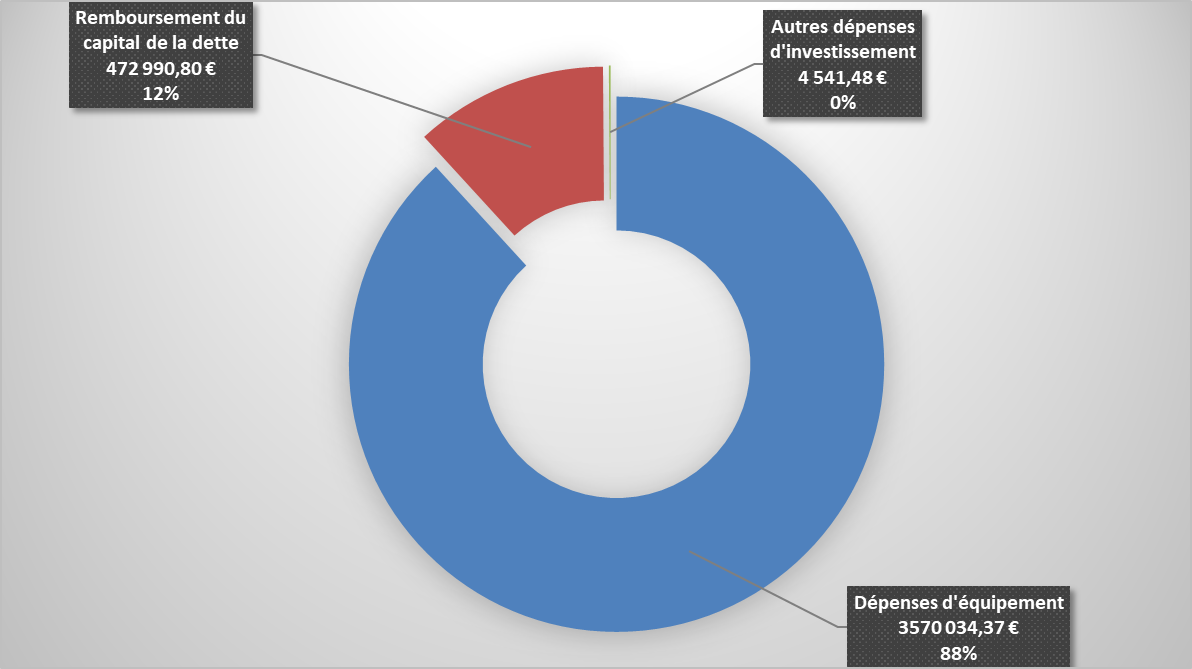 Remboursement du
capital de la dette
472 990,80 €
12%
Autres dépenses
d'investissement
4 541,48 €
0%
Dépenses d'équipement
3570 034,37 €
88%